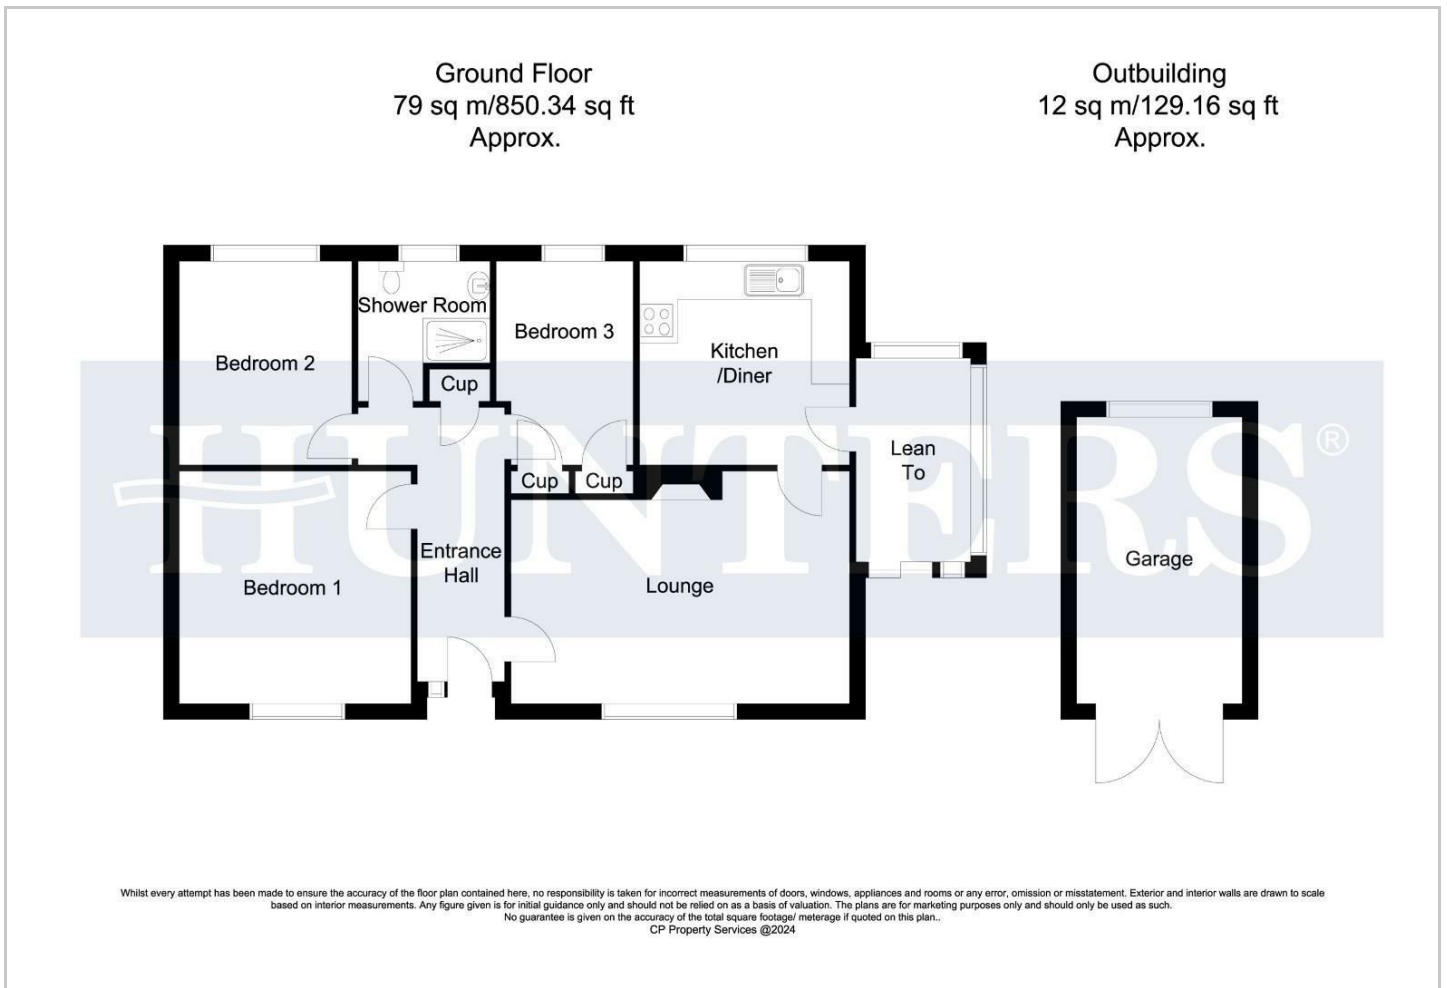 Ground Floor
79 sq m/850.34 sq ft
Approx.
Outbuilding
12 sq m/129.16 sq ft
Approx.
Shower Room
Bedroom 3
Bedroom 2
Kitchen
/Diner
Cup
Lean
To
HUNTERS®
Cup
Cup
Entrance
Hall
Garage
Bedroom 1
Lounge
Whilst every attempt has been made to ensure the accuracy of the floor plan contained here, no responsibility is taken for incorrect measurements of doors, windows, appliances and rooms or any error, omission or misstatement. Exterior and interior walls are drawn to scale
based on interior measurements. Any figure given is for initial guidance only and should not be relied on as a basis of valuation. The plans are for marketing purposes only and should only be used as such.
No guarantee is given on the accuracy of the total square footage/ meterage if quoted on this plan..
CP Property Services @2024